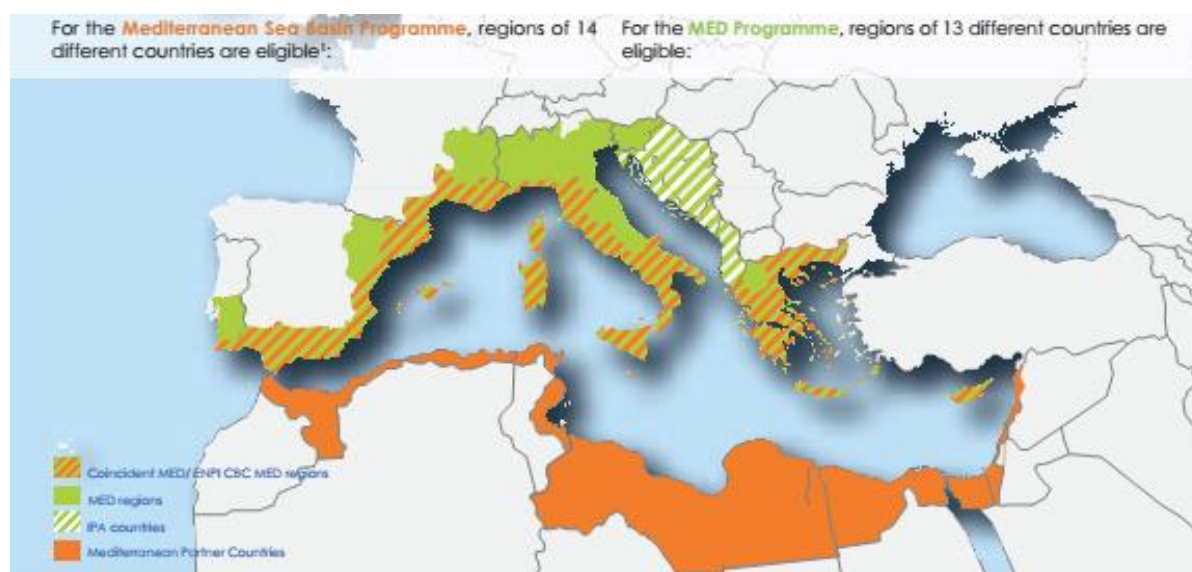 For the Mediterranean Sea Basin Programme, regions of 14
different countries are eligible¹:
For the MED Programme, regions of 13 different countries are
eligible:
Coincident MED/ ENPI CBC MED regions
MED regions
IPA countries
Mediterranean Partner Countries